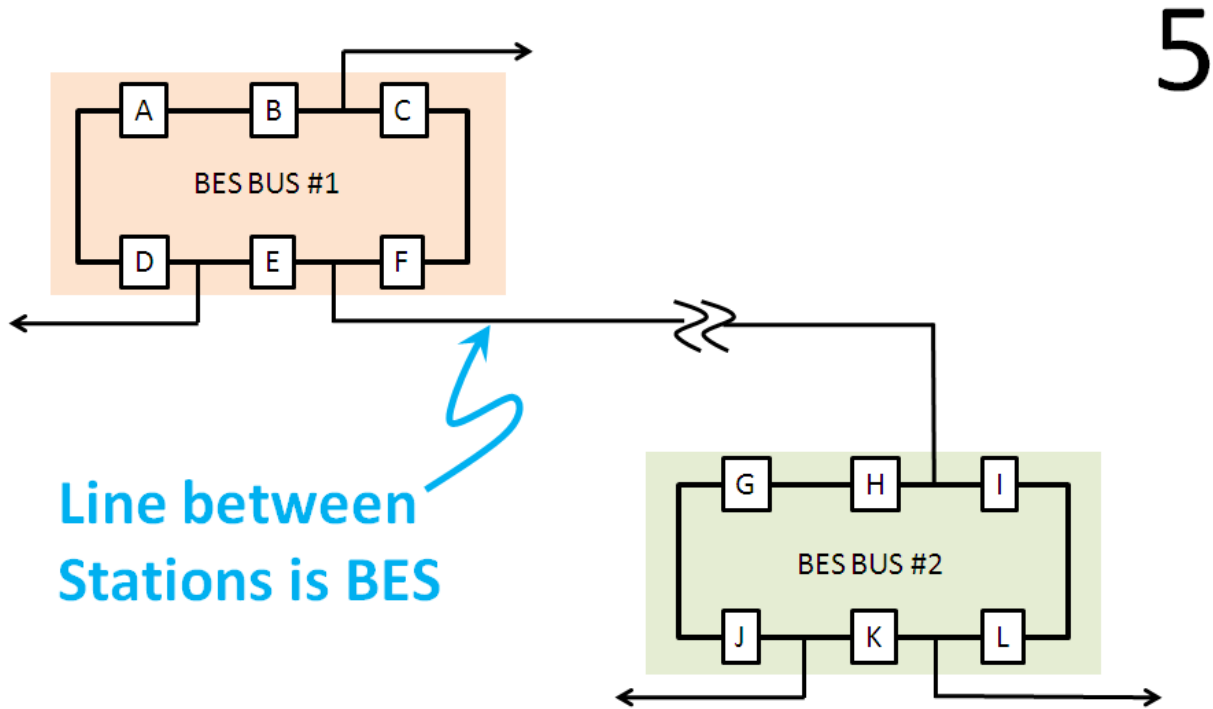 5
A B C
BES BUS #1
D E F
Line between
Stations is BES
G H I
BES BUS #2
J K L